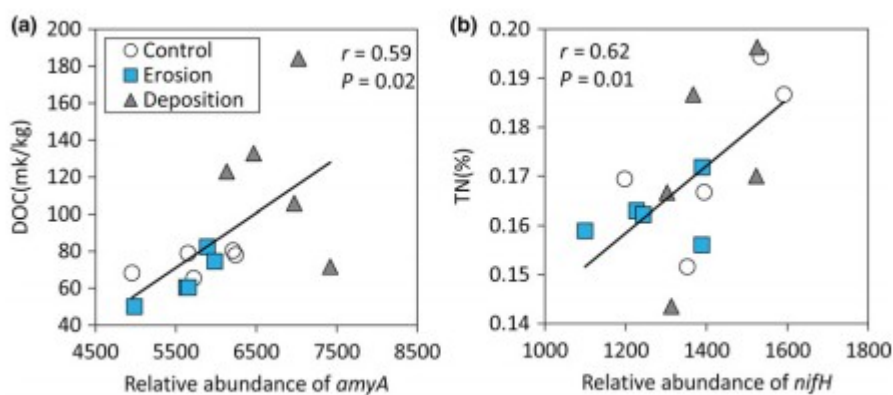 (a)
Control
Erosion
Deposition
r = 0.59
P = 0.02
200
180
160
140
120
100
80
60
40
DOC(mk/kg)
4500 5500 6500 7500 8500
Relative abundance of amyA
(b)
r = 0.62
P = 0.01
0.20
0.19
0.18
0.17
0.16
0.15
0.14
TN(%)
1000 1200 1400 1600 1800
Relative abundance of nifH